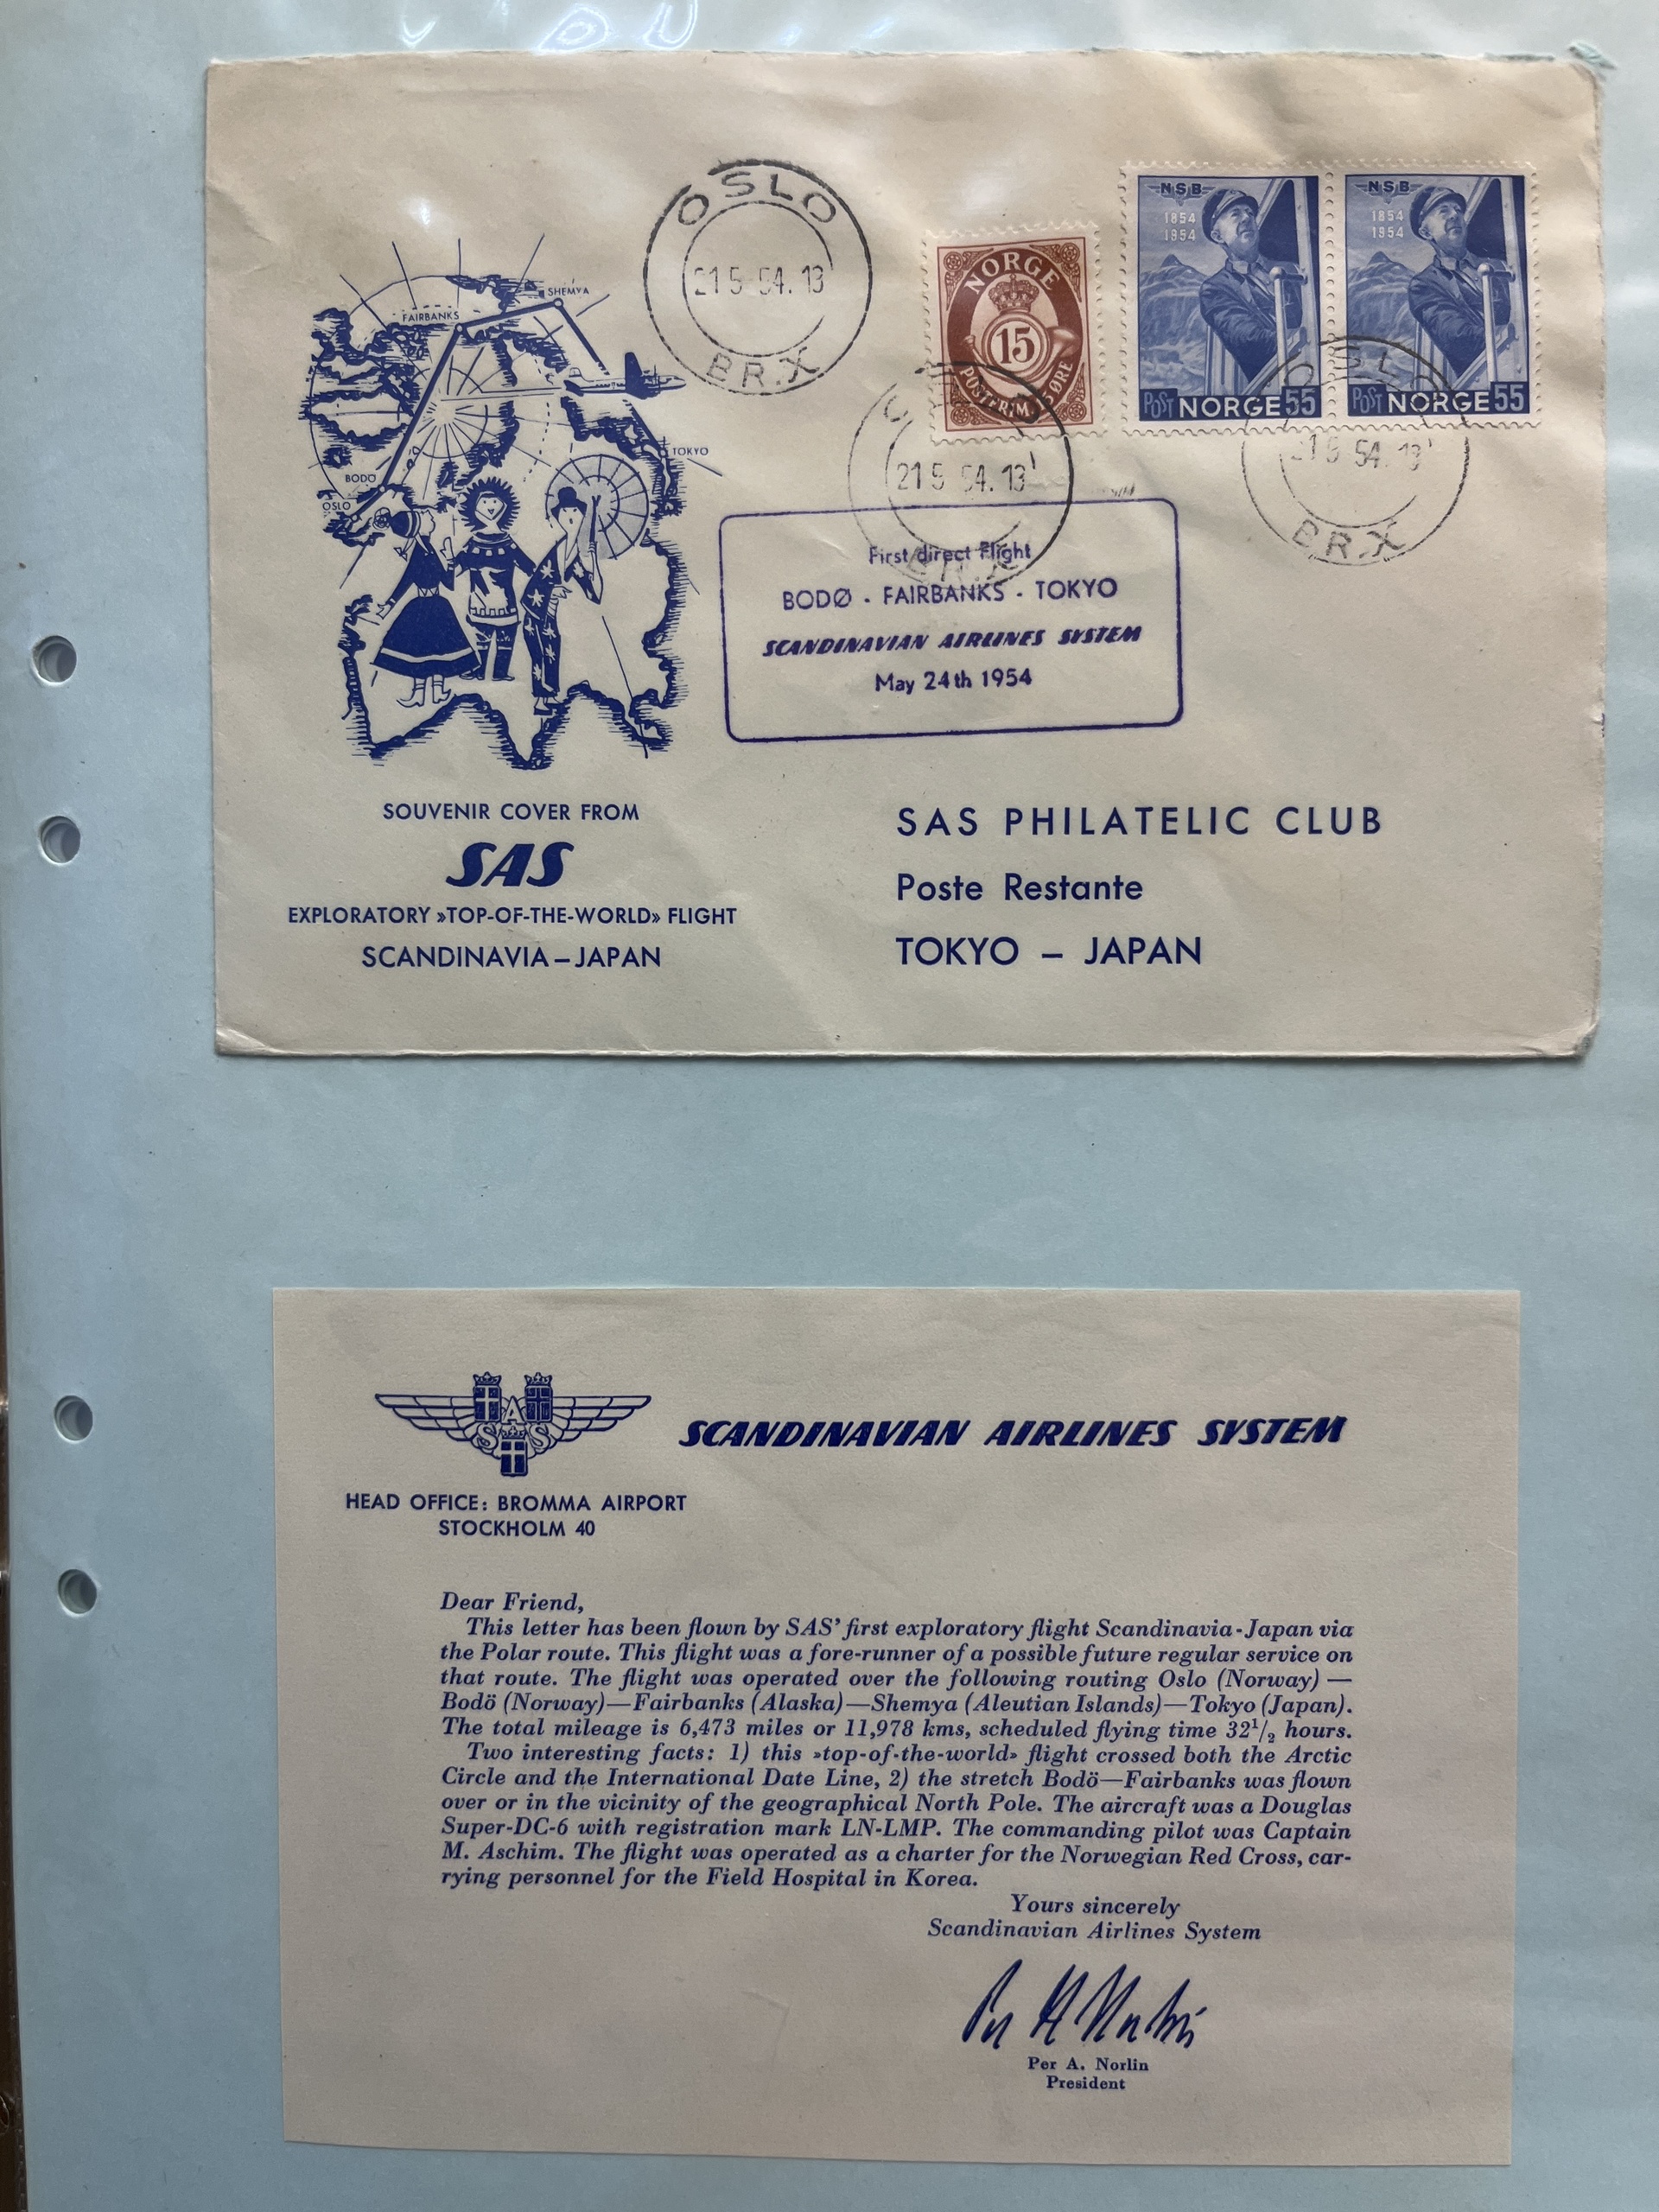 OSLO
21 5 54. 13
BR.X
NORGE
15
POSTFRIM. 15 ØRE
NSB
1854
1954
POST NORGE 55
NSB
1854
1954
POST NORGE 55
OSLO
21 5 54. 13
BR.X
OSLO
21 5 54. 13
BR.X
SHEMYA
FAIRBANKS
TOKYO
BODÖ
OSLO
First direct Flight
BODØ - FAIRBANKS - TOKYO
SCANDINAVIAN AIRLINES SYSTEM
May 24th 1954
SOUVENIR COVER FROM
SAS
EXPLORATORY »TOP-OF-THE-WORLD» FLIGHT
SCANDINAVIA–JAPAN
SAS PHILATELIC CLUB
Poste Restante
TOKYO – JAPAN
SAS
SCANDINAVIAN AIRLINES SYSTEM
HEAD OFFICE: BROMMA AIRPORT
STOCKHOLM 40
Dear Friend,
This letter has been flown by SAS' first exploratory flight Scandinavia-Japan via
the Polar route. This flight was a fore-runner of a possible future regular service on
that route. The flight was operated over the following routing Oslo (Norway) —
Bodö (Norway)—Fairbanks (Alaska)—Shemya (Aleutian Islands)—Tokyo (Japan).
The total mileage is 6,473 miles or 11,978 kms, scheduled flying time 32 1/2 hours.
Two interesting facts: 1) this »top-of-the-world» flight crossed both the Arctic
Circle and the International Date Line, 2) the stretch Bodö—Fairbanks was flown
over or in the vicinity of the geographical North Pole. The aircraft was a Douglas
Super-DC-6 with registration mark LN-LMP. The commanding pilot was Captain
M. Aschim. The flight was operated as a charter for the Norwegian Red Cross, car-
rying personnel for the Field Hospital in Korea.
Yours sincerely
Scandinavian Airlines System
Per A. Norlin
Per A. Norlin
President